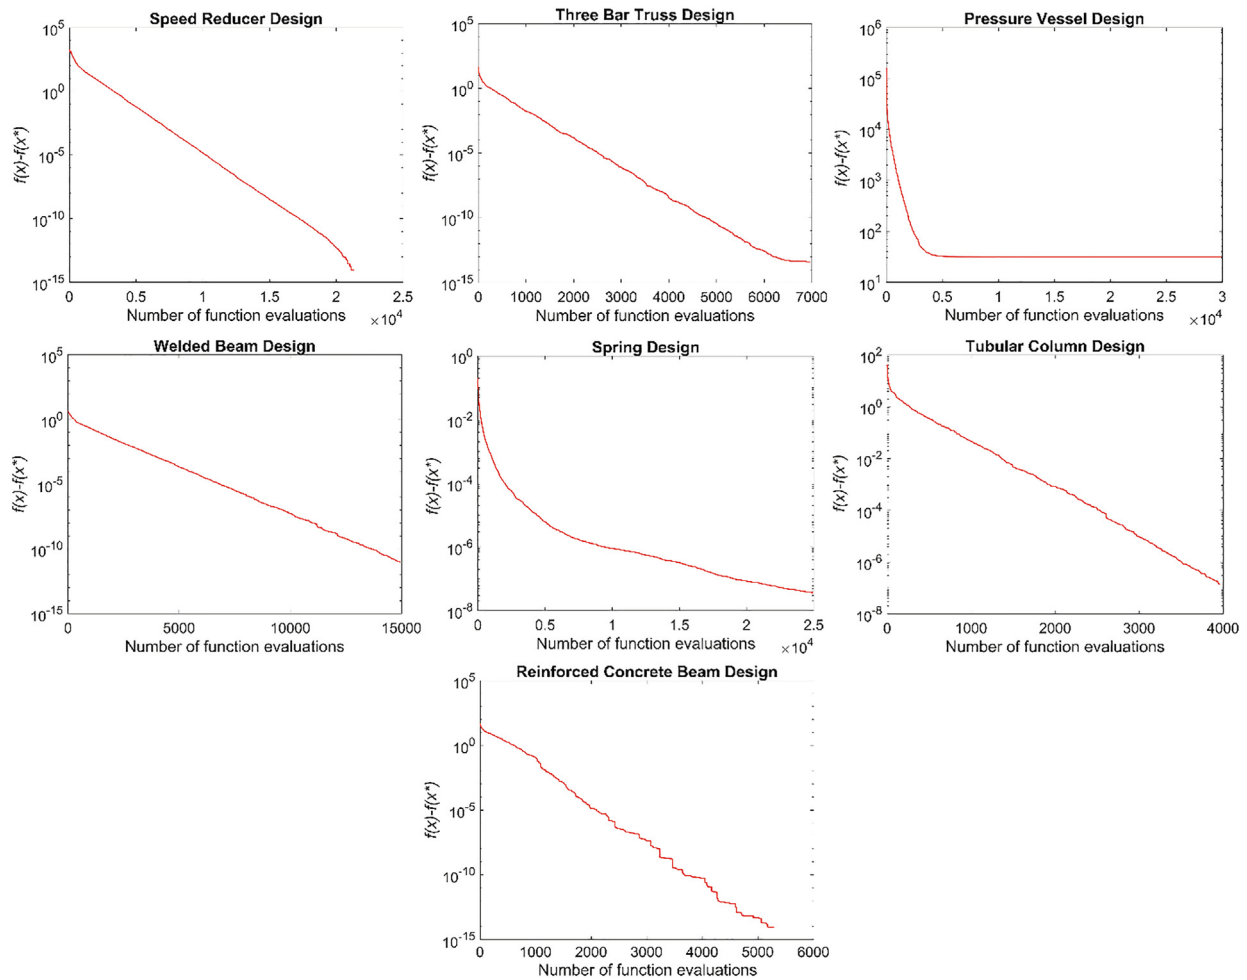 Speed Reducer Design
10^5
10^0
10^-5
10^-10
10^-15
f(x)-f(x*)
0 0.5 1 1.5 2 2.5
Number of function evaluations ×10^4
Three Bar Truss Design
10^5
10^0
10^-5
10^-10
10^-15
f(x)-f(x*)
0 1000 2000 3000 4000 5000 6000 7000
Number of function evaluations
Pressure Vessel Design
10^6
10^5
10^4
10^3
10^2
10^1
f(x)-f(x*)
0 0.5 1 1.5 2 2.5 3
Number of function evaluations ×10^4
Welded Beam Design
10^5
10^0
10^-5
10^-10
10^-15
f(x)-f(x*)
0 5000 10000 15000
Number of function evaluations
Spring Design
10^0
10^-2
10^-4
10^-6
10^-8
f(x)-f(x*)
0 0.5 1 1.5 2 2.5
Number of function evaluations ×10^4
Tubular Column Design
10^2
10^0
10^-2
10^-4
10^-6
10^-8
f(x)-f(x*)
0 1000 2000 3000 4000
Number of function evaluations
Reinforced Concrete Beam Design
10^5
10^0
10^-5
10^-10
10^-15
f(x)-f(x*)
0 1000 2000 3000 4000 5000 6000
Number of function evaluations